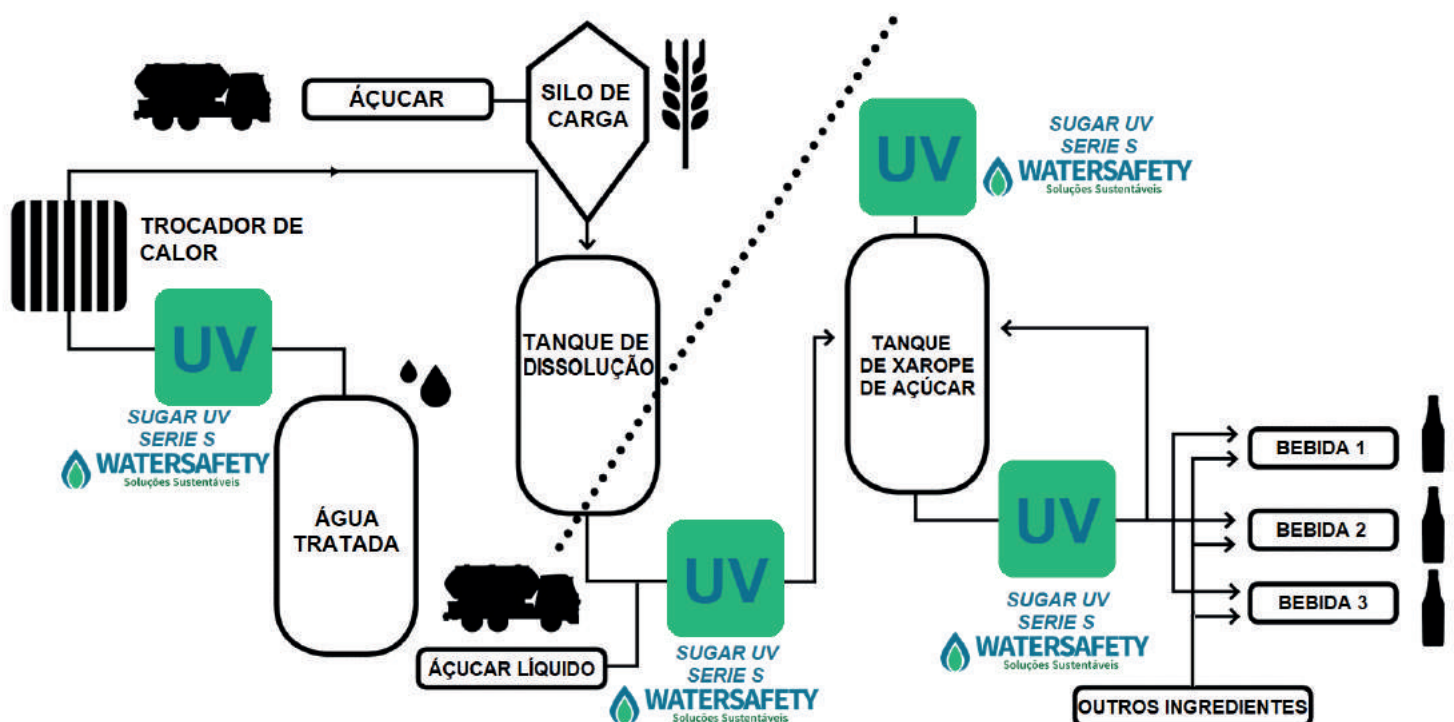 ÁÇUCAR
SILO DE
CARGA
UV
SUGAR UV
SERIE S
WATERSAFETY
Soluções Sustentáveis
TROCADOR DE
CALOR
UV
SUGAR UV
SERIE S
WATERSAFETY
Soluções Sustentáveis
ÁGUA
TRATADA
TANQUE DE
DISSOLUÇÃO
TANQUE
DE XAROPE
DE AÇÚCAR
ÁÇUCAR LÍQUIDO
UV
SUGAR UV
SERIE S
WATERSAFETY
Soluções Sustentáveis
UV
SUGAR UV
SERIE S
WATERSAFETY
Soluções Sustentáveis
BEBIDA 1
BEBIDA 2
BEBIDA 3
OUTROS INGREDIENTES